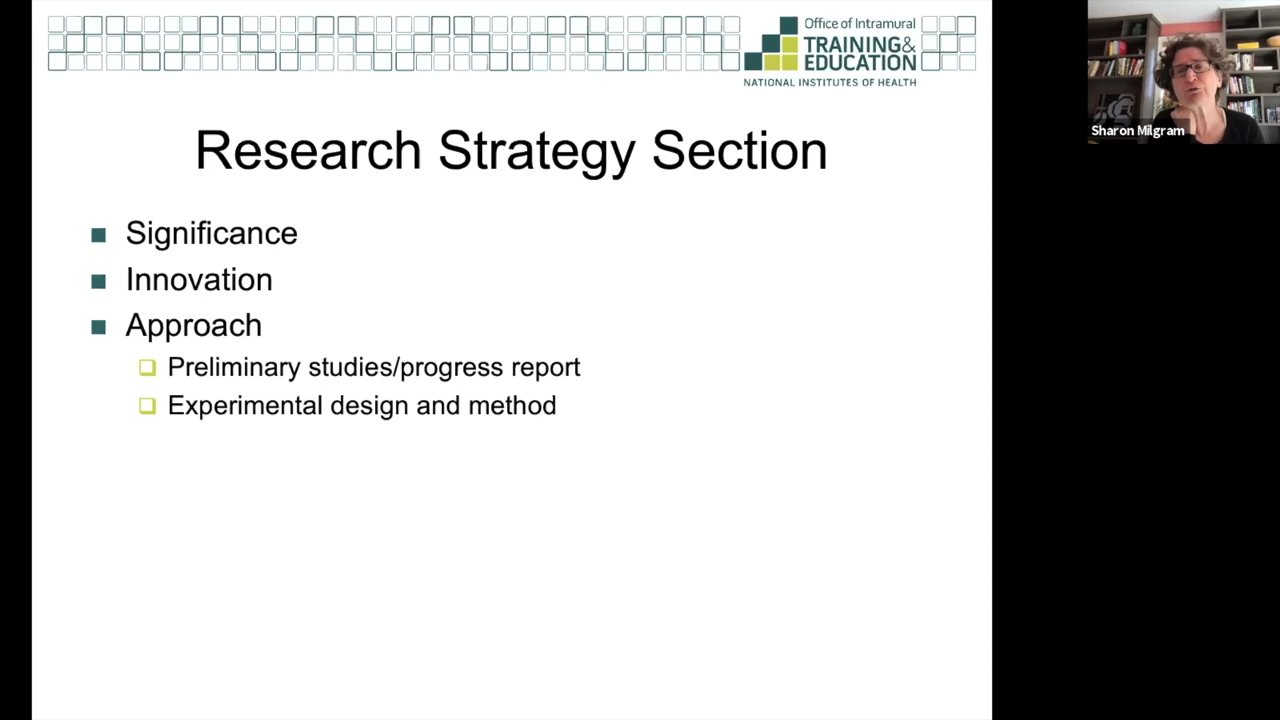 Office of Intramural
TRAINING&
EDUCATION
NATIONAL INSTITUTES OF HEALTH
Sharon Milgram
Research Strategy Section
Significance
Innovation
Approach
Preliminary studies/progress report
Experimental design and method